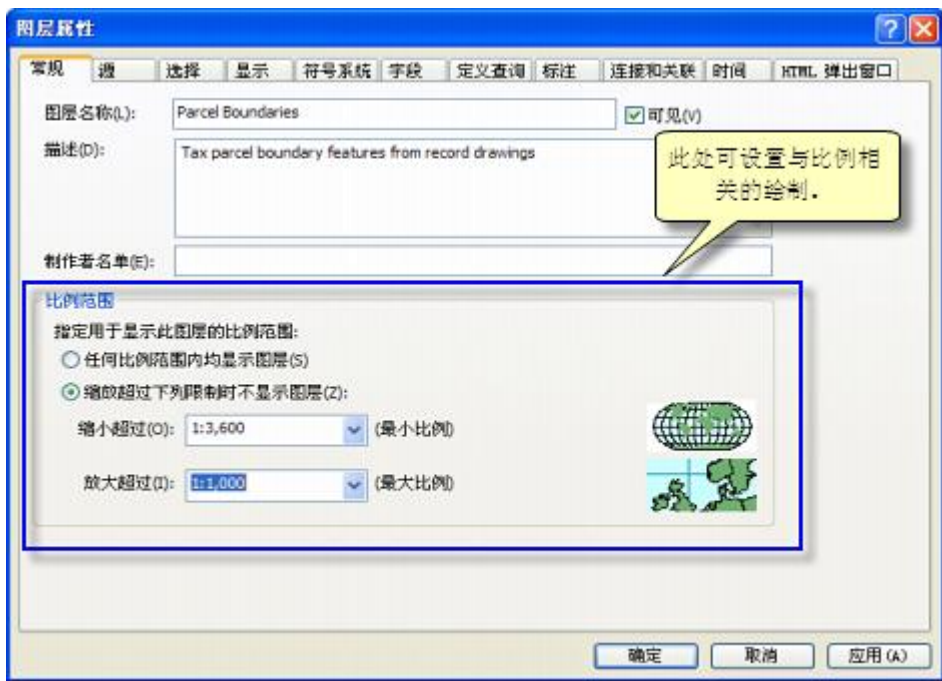 图层属性
常规 源 选择 显示 符号系统 字段 定义查询 标注 连接和关联 时间 HTML 弹出窗口
图层名称(L): Parcel Boundaries 可见(V)
描述(D): Tax parcel boundary features from record drawings
此处可设置与比例相
关的绘制.
制作者名单(E):
比例范围
指定用于显示此图层的比例范围:
任何比例范围内均显示图层(S)
缩放超过下列限制时不显示图层(Z):
缩小超过(O): 1:3,600 (最小比例)
放大超过(I): 1:1,000 (最大比例)
确定 取消 应用(A)